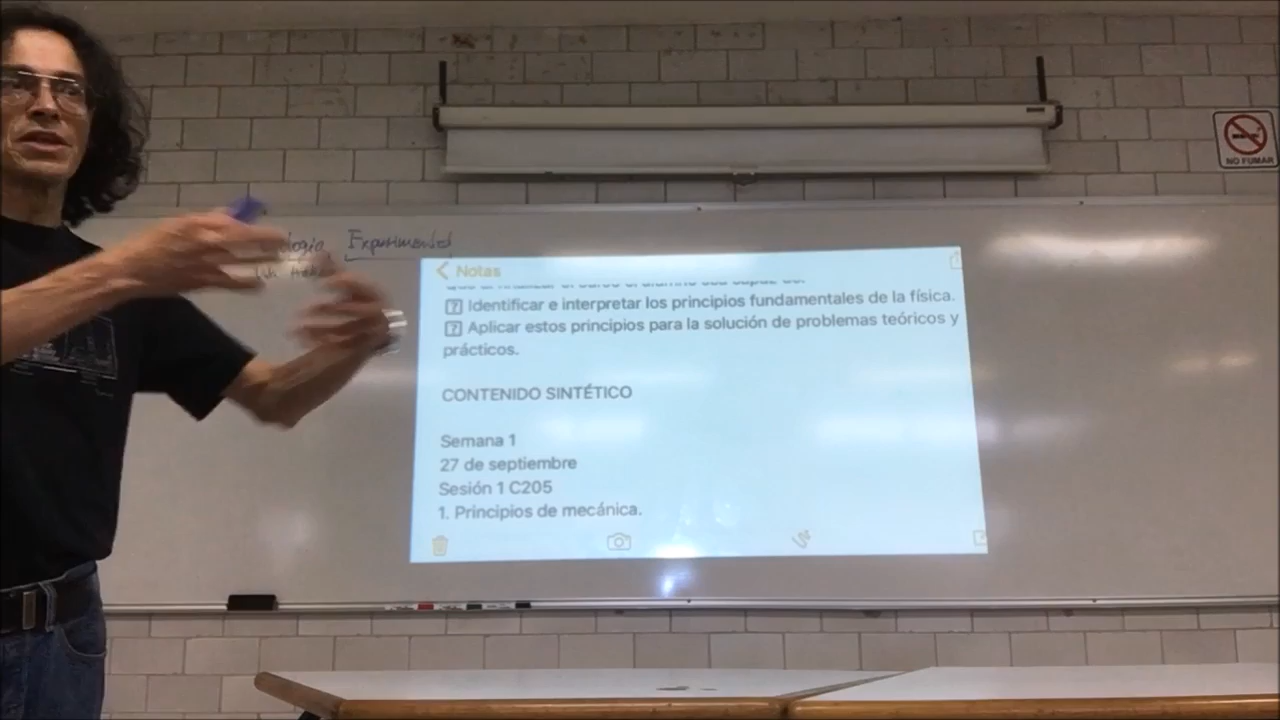 NO FUMAR
Experimental
Notas
? Identificar e interpretar los principios fundamentales de la física.
? Aplicar estos principios para la solución de problemas teóricos y
prácticos.
CONTENIDO SINTÉTICO
Semana 1
27 de septiembre
Sesión 1 C205
1. Principios de mecánica.